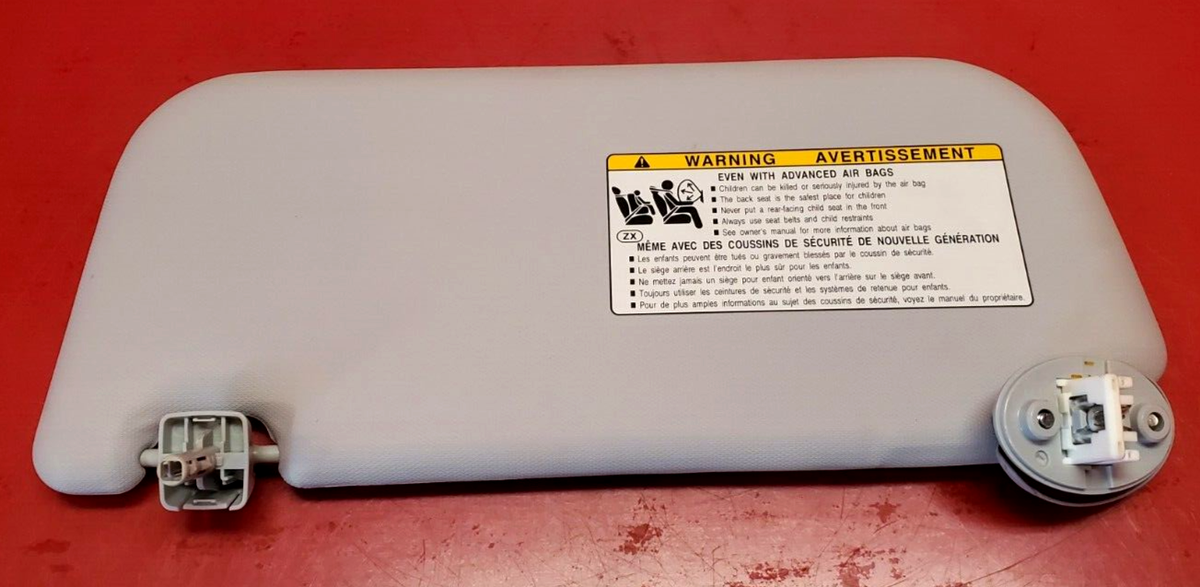 WARNING AVERTISSEMENT
EVEN WITH ADVANCED AIR BAGS
■ Children can be killed or seriously injured by the air bag
■ The back seat is the safest place for children
■ Never put a rear-facing child seat in the front
■ Always use seat belts and child restraints
■ See owner's manual for more information about air bags
ZX
MÊME AVEC DES COUSSINS DE SÉCURITÉ DE NOUVELLE GÉNÉRATION
■ Les enfants peuvent être tués ou gravement blessés par le coussin de sécurité.
■ Le siège arrière est l'endroit le plus sûr pour les enfants.
■ Ne mettez jamais un siège pour enfant orienté vers l'arrière sur le siège avant.
■ Toujours utiliser les ceintures de sécurité et les systèmes de retenue pour enfants.
■ Pour de plus amples informations au sujet des coussins de sécurité, voyez le manuel du propriétaire.